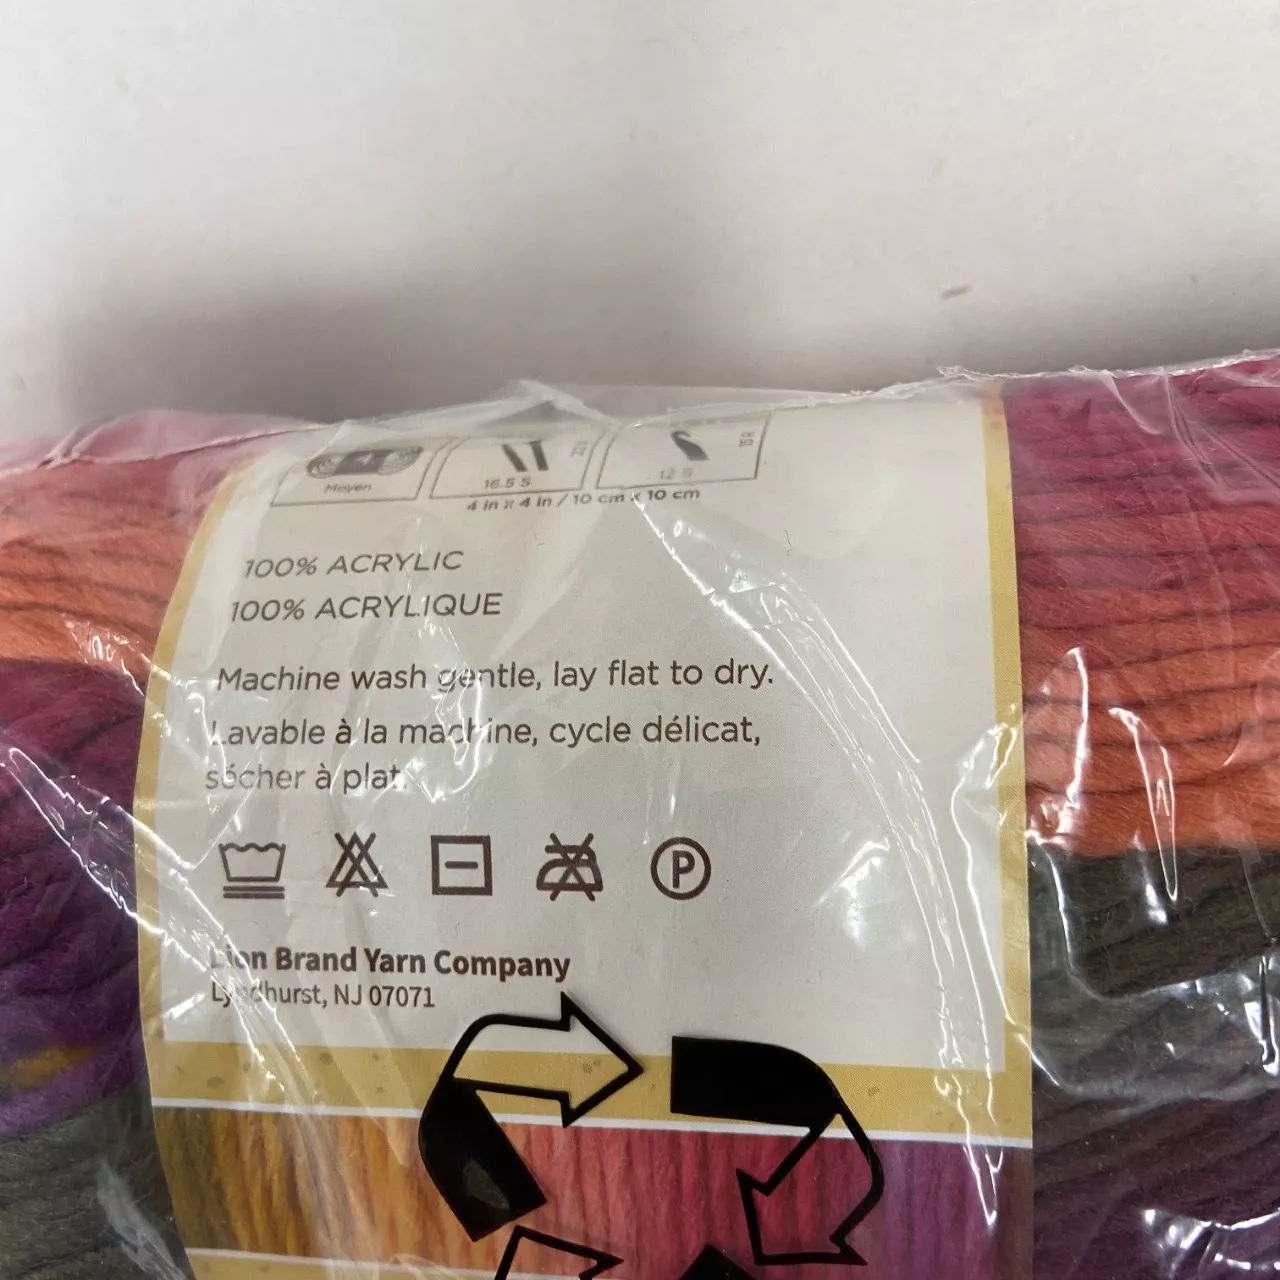 4
Moyen
16.5 S
12 S
4 in x 4 in / 10 cm x 10 cm
100% ACRYLIC
100% ACRYLIQUE
Machine wash gentle, lay flat to dry.
Lavable à la machine, cycle délicat,
sécher à plat.
P
Lion Brand Yarn Company
Lyndhurst, NJ 07071